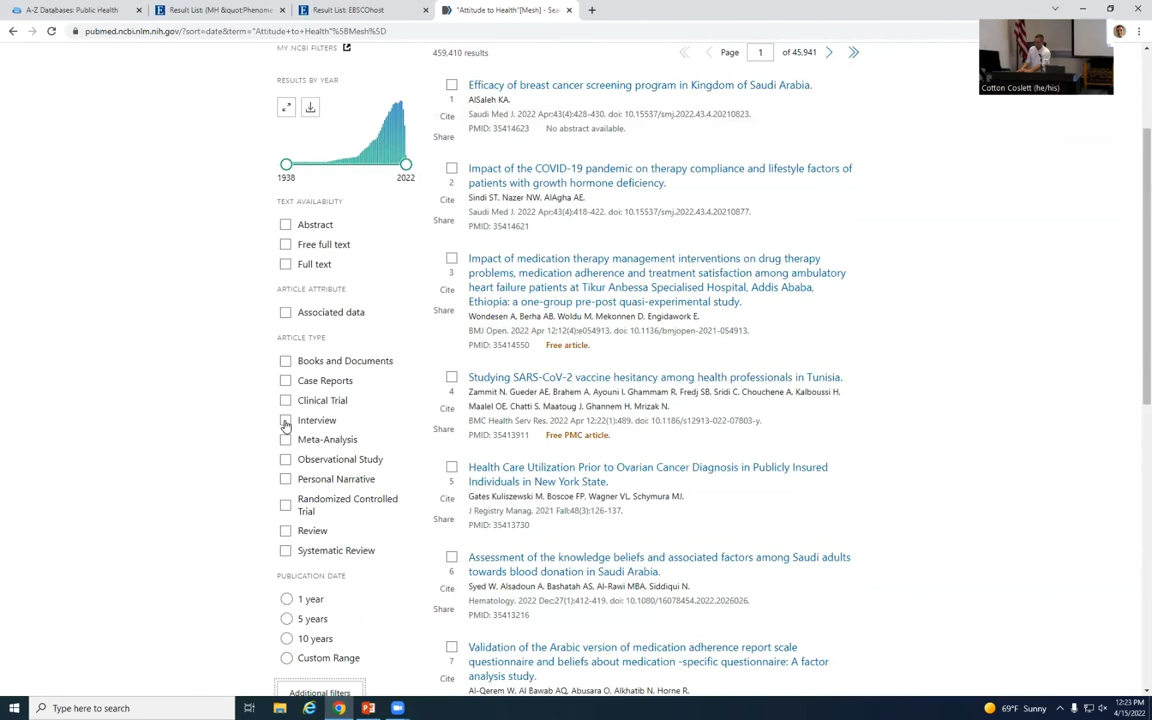 A-Z Databases: Public Health
Result List: (MH &quot;Phenome
Result List: EBSCOhost
"Attitude to Health"[Mesh] - Sea
pubmed.ncbi.nlm.nih.gov/?sort=date&term="Attitude+to+Health"%5BMesh%5D
MY NCBI FILTERS
459,410 results
Page 1 of 45,941
Cotton Coslett (he/his)
RESULTS BY YEAR
1938
2022
TEXT AVAILABILITY
Abstract
Free full text
Full text
ARTICLE ATTRIBUTE
Associated data
ARTICLE TYPE
Books and Documents
Case Reports
Clinical Trial
Interview
Meta-Analysis
Observational Study
Personal Narrative
Randomized Controlled
Trial
Review
Systematic Review
PUBLICATION DATE
1 year
5 years
10 years
Custom Range
Additional filters
1
Cite
Share
Efficacy of breast cancer screening program in Kingdom of Saudi Arabia.
AlSaleh KA.
Saudi Med J. 2022 Apr;43(4):428-430. doi: 10.15537/smj.2022.43.4.20210823.
PMID: 35414623 No abstract available.
2
Cite
Share
Impact of the COVID-19 pandemic on therapy compliance and lifestyle factors of
patients with growth hormone deficiency.
Sindi ST, Nazer NW, AlAgha AE.
Saudi Med J. 2022 Apr;43(4):418-422. doi: 10.15537/smj.2022.43.4.20210877.
PMID: 35414621
3
Cite
Share
Impact of medication therapy management interventions on drug therapy
problems, medication adherence and treatment satisfaction among ambulatory
heart failure patients at Tikur Anbessa Specialised Hospital, Addis Ababa,
Ethiopia: a one-group pre-post quasi-experimental study.
Wondesen A, Berha AB, Woldu M, Mekonnen D, Engidawork E.
BMJ Open. 2022 Apr 12;12(4):e054913. doi: 10.1136/bmjopen-2021-054913.
PMID: 35414550 Free article.
4
Cite
Share
Studying SARS-CoV-2 vaccine hesitancy among health professionals in Tunisia.
Zammit N, Gueder AE, Brahem A, Ayouni I, Ghammam R, Fredj SB, Sridi C, Chouchene A, Kalboussi H,
Maalel OE, Chatti S, Maatoug J, Ghannem H, Mrizak N.
BMC Health Serv Res. 2022 Apr 12;22(1):489. doi: 10.1186/s12913-022-07803-y.
PMID: 35413911 Free PMC article.
5
Cite
Share
Health Care Utilization Prior to Ovarian Cancer Diagnosis in Publicly Insured
Individuals in New York State.
Gates Kuliszewski M, Boscoe FP, Wagner VL, Schymura MJ.
J Registry Manag. 2021 Fall;48(3):126-137.
PMID: 35413730
6
Cite
Share
Assessment of the knowledge beliefs and associated factors among Saudi adults
towards blood donation in Saudi Arabia.
Syed W, Alsadoun A, Bashatah AS, Al-Rawi MBA, Siddiqui N.
Hematology. 2022 Dec;27(1):412-419. doi: 10.1080/16078454.2022.2026026.
PMID: 35413216
7
Cite
Validation of the Arabic version of medication adherence report scale
questionnaire and beliefs about medication -specific questionnaire: A factor
analysis study.
Al-Qerem W, Al Bawab AQ, Abusara O, Alkhatib N, Horne R.
Type here to search
69°F Sunny
12:23 PM
4/15/2022